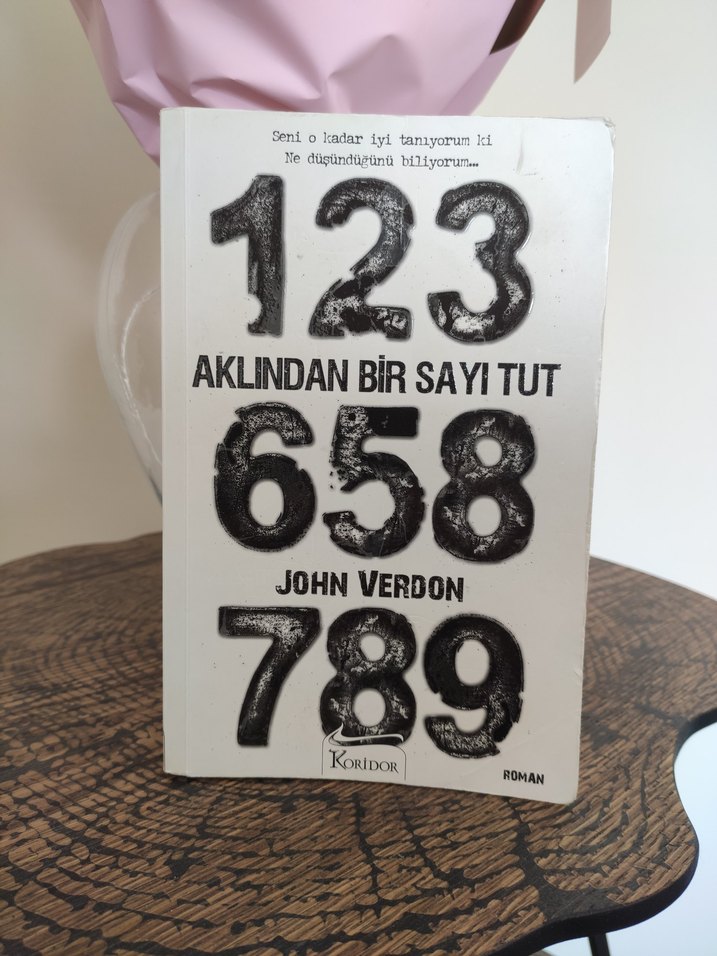 Seni o kadar iyi tanıyorum ki
Ne düşündüğünü biliyorum...
123
AKLINDAN BİR SAYI TUT
658
JOHN VERDON
789
KORİDOR
ROMAN